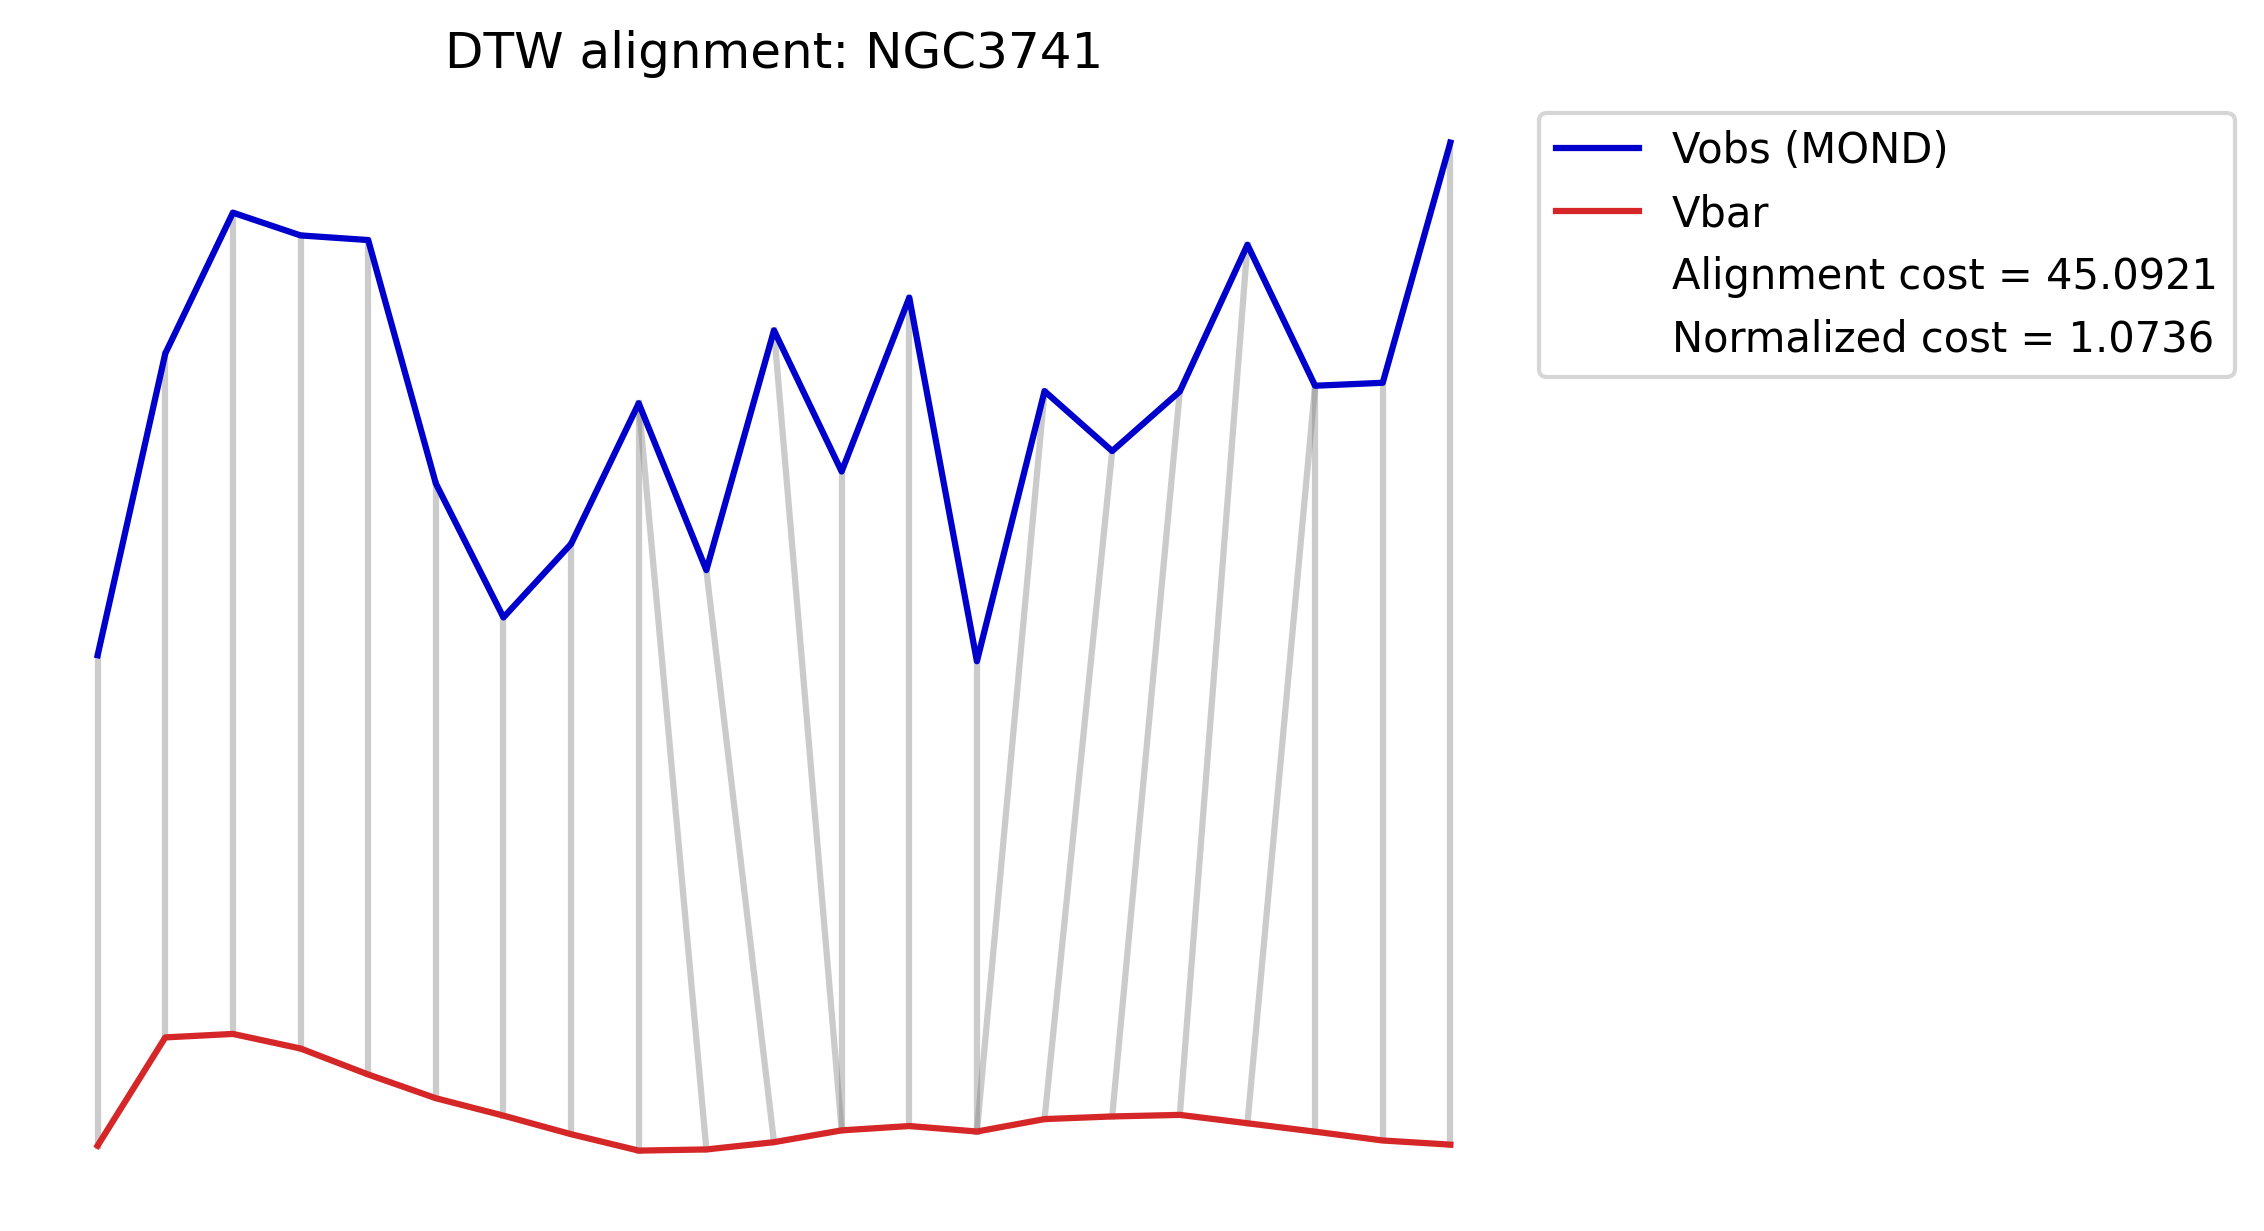 DTW alignment: NGC3741
Vobs (MOND)
Vbar
Alignment cost = 45.0921
Normalized cost = 1.0736